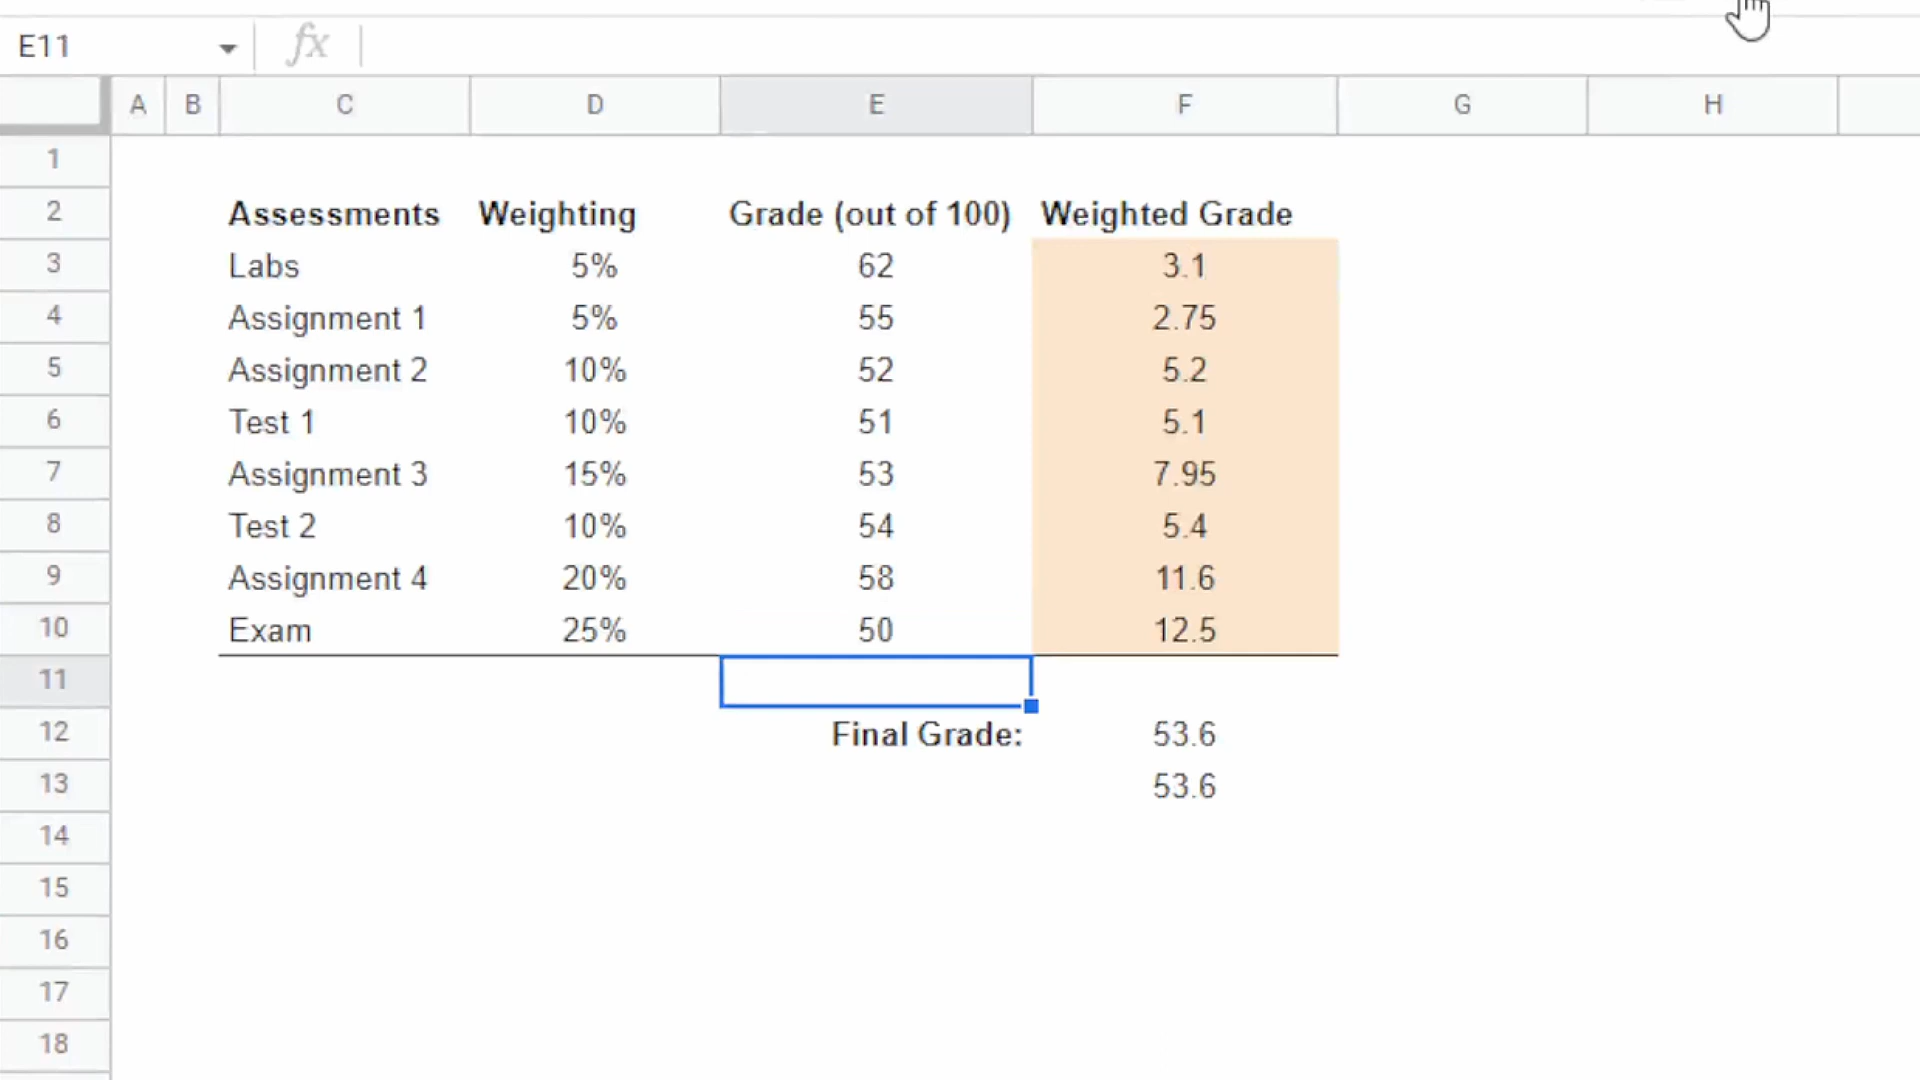 E11 fx
A B C D E F G H
1
2 Assessments Weighting Grade (out of 100) Weighted Grade
3 Labs 5% 62 3.1
4 Assignment 1 5% 55 2.75
5 Assignment 2 10% 52 5.2
6 Test 1 10% 51 5.1
7 Assignment 3 15% 53 7.95
8 Test 2 10% 54 5.4
9 Assignment 4 20% 58 11.6
10 Exam 25% 50 12.5
11
12 Final Grade: 53.6
13 53.6
14
15
16
17
18